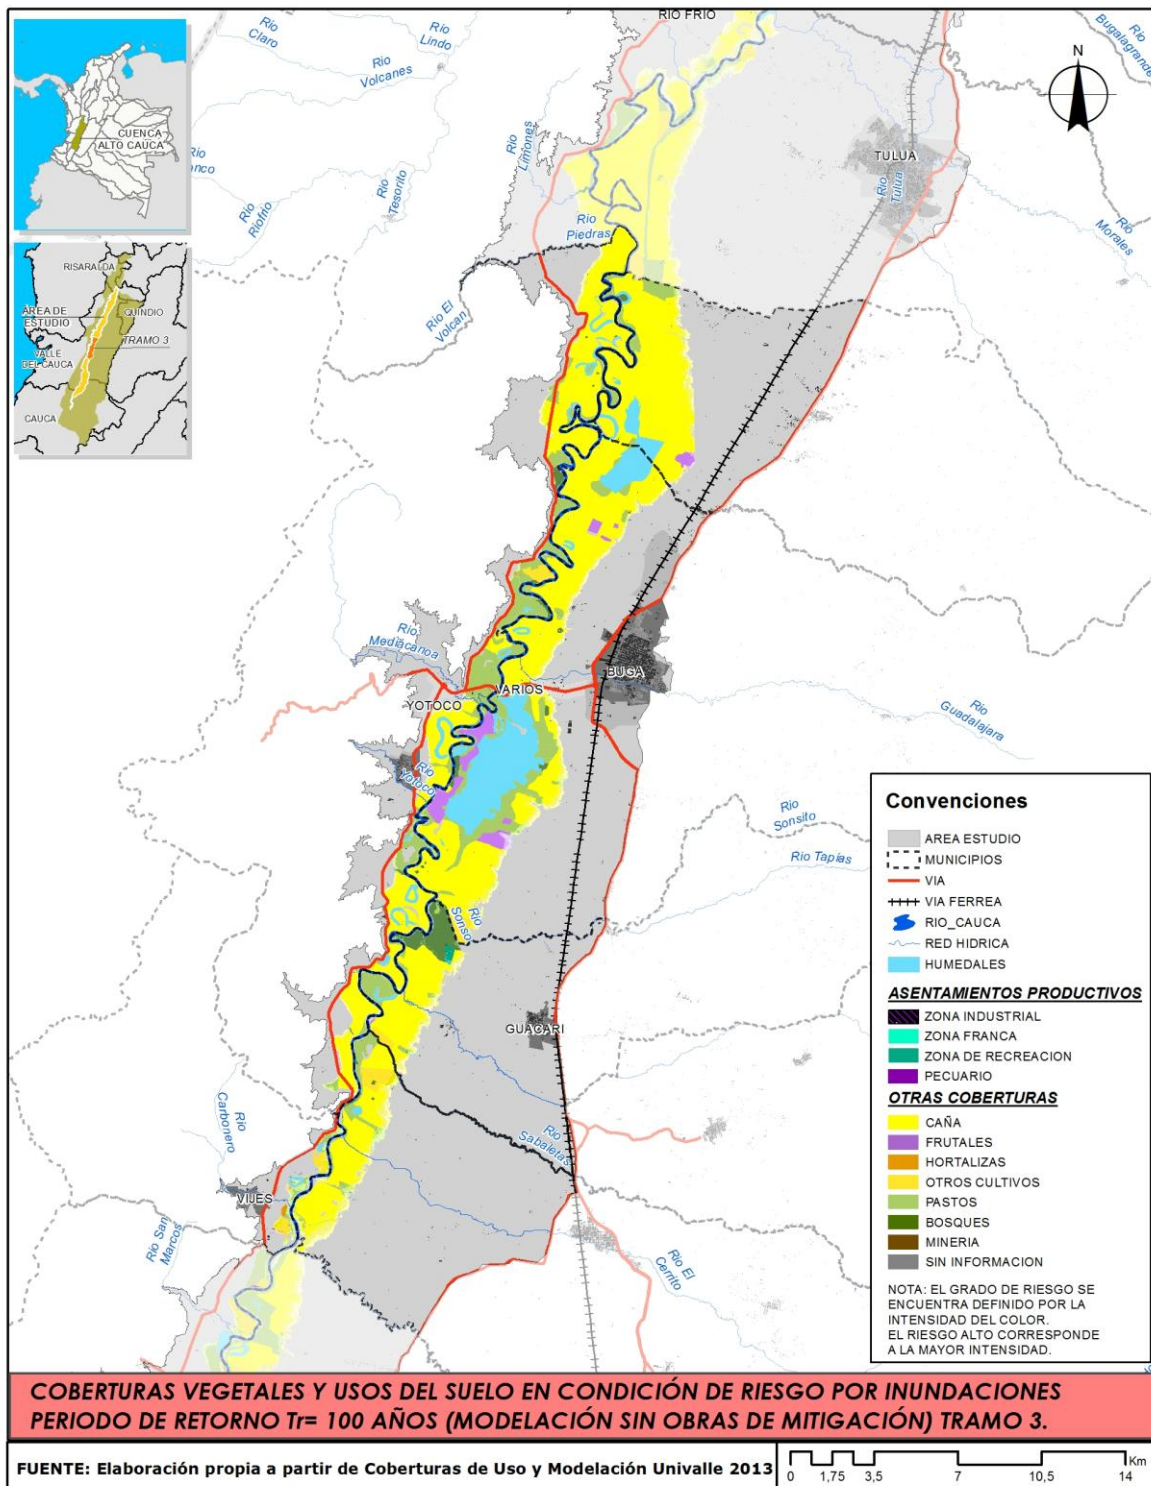 RIO FRIO
Rio
Claro
Rio
Lindo
Rio
Volcanes
Rio
Bugalagrande
N
CUENCA
ALTO CAUCA
Rio
Limones
TULUA
Rio
Tulua
anco
Rio
Tesorito
Rio
Riofrio
Rio
Piedras
Rio
Morales
RISARALDA
AREA DE
ESTUDIO
QUINDIO
TRAMO 3
VALLE
DEL CAUCA
CAUCA
Rio El
Volcan
Rio
Mediacanoa
BUGA
VARIOS
YOTOCO
Rio
Guadalajara
Rio
Yotoco
Rio
Sonsito
Rio Tapías
Rio
Sonso
GUACARI
Rio
Carbonero
Rio
Sabaletas
VIJES
Rio San
Marcos
Rio El
Cerrito
Convenciones
AREA ESTUDIO
MUNICIPIOS
VIA
VIA FERREA
RIO_CAUCA
RED HIDRICA
HUMEDALES
ASENTAMIENTOS PRODUCTIVOS
ZONA INDUSTRIAL
ZONA FRANCA
ZONA DE RECREACION
PECUARIO
OTRAS COBERTURAS
CAÑA
FRUTALES
HORTALIZAS
OTROS CULTIVOS
PASTOS
BOSQUES
MINERIA
SIN INFORMACION
NOTA: EL GRADO DE RIESGO SE
ENCUENTRA DEFINIDO POR LA
INTENSIDAD DEL COLOR.
EL RIESGO ALTO CORRESPONDE
A LA MAYOR INTENSIDAD.
COBERTURAS VEGETALES Y USOS DEL SUELO EN CONDICIÓN DE RIESGO POR INUNDACIONES
PERIODO DE RETORNO Tr= 100 AÑOS (MODELACIÓN SIN OBRAS DE MITIGACIÓN) TRAMO 3.
FUENTE: Elaboración propia a partir de Coberturas de Uso y Modelación Univalle 2013
Km
0 1,75 3,5 7 10,5 14